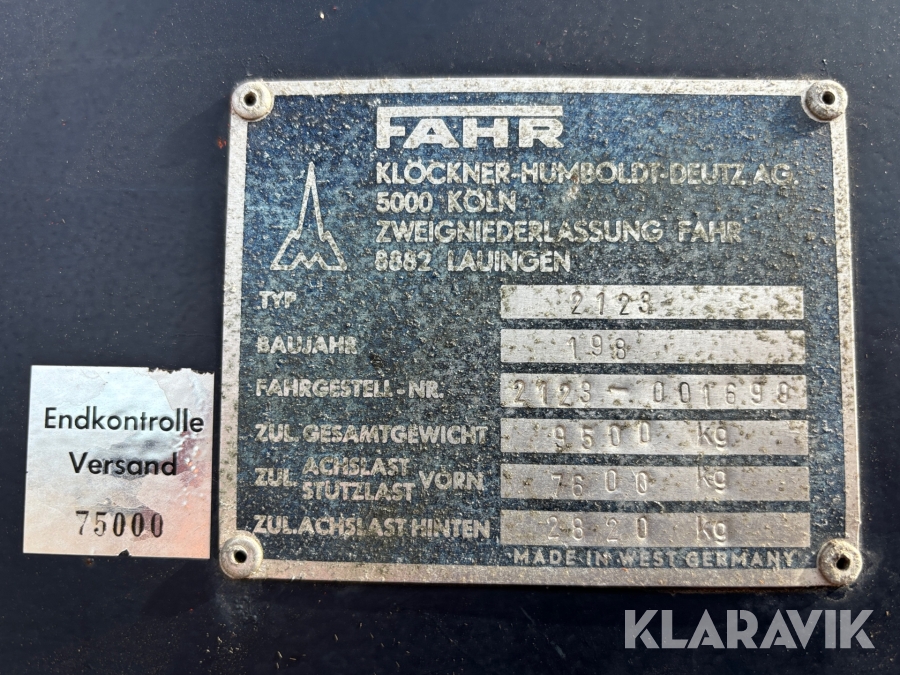 FAHR
KLÖCKNER-HUMBOLDT-DEUTZ AG.
5000 KÖLN
ZWEIGNIEDERLASSUNG FAHR
8882 LAUINGEN
TYP 2123
BAUJAHR 198
FAHRGESTELL-NR. 2123-001698
ZUL. GESAMTGEWICHT 9500 kg
ZUL. ACHSLAST STÜTZLAST VORN 7600 kg
ZUL. ACHSLAST HINTEN 2820 kg
MADE IN WEST GERMANY
Endkontrolle
Versand
75000
KLARAVIK